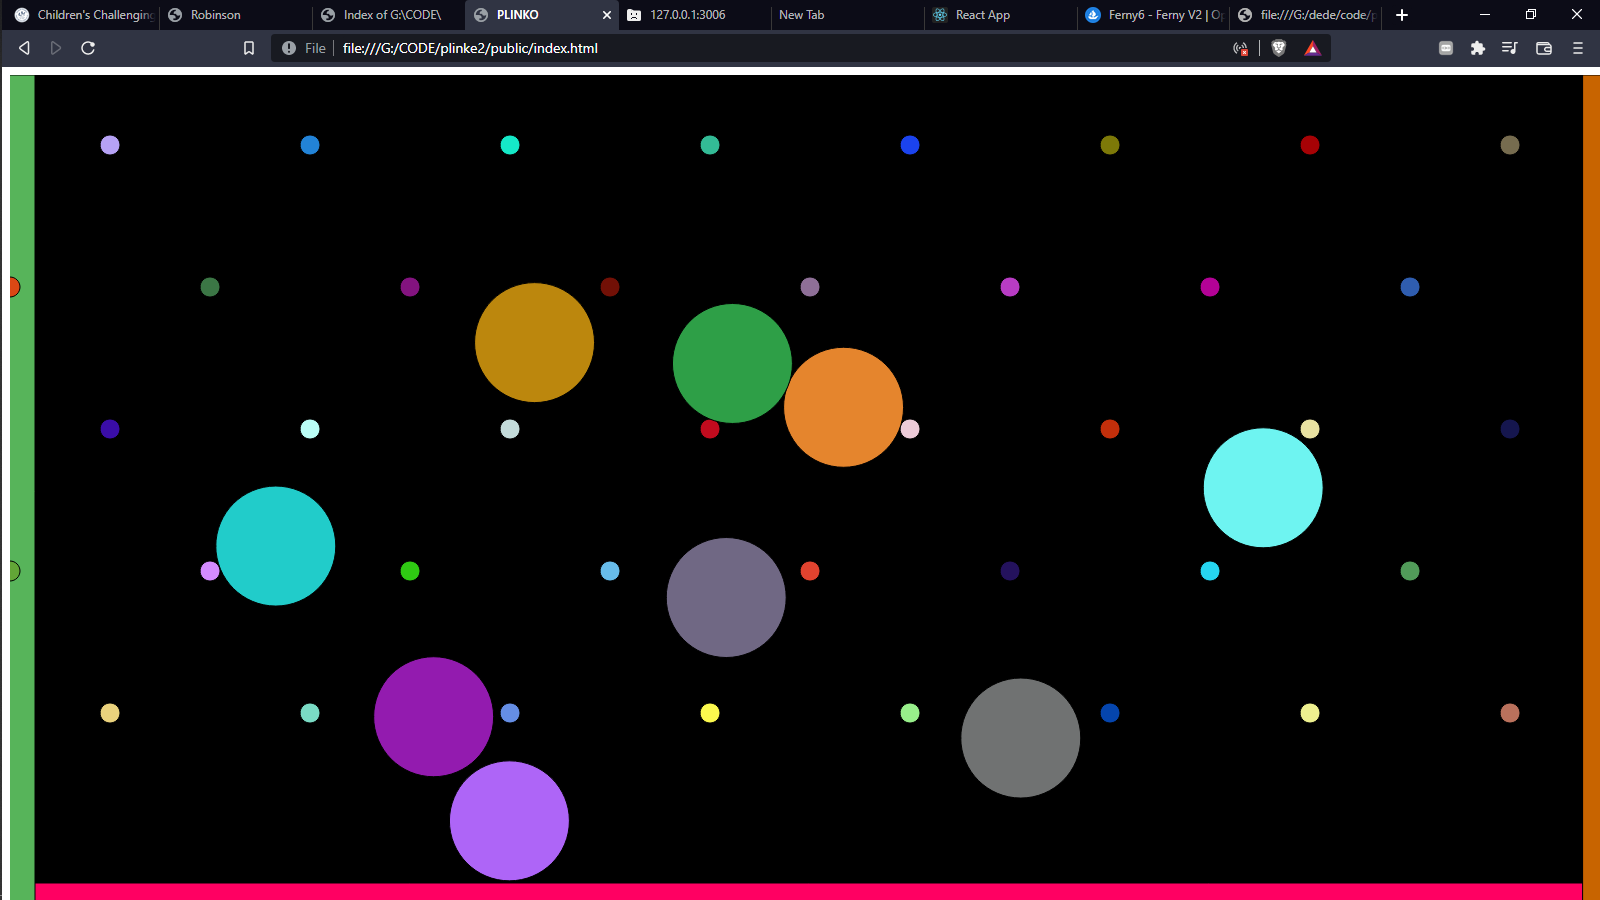 Children's Challenging
Robinson
Index of G:\CODE\
PLINKO
127.0.0.1:3006
New Tab
React App
Ferny6 - Ferny V2 | Op
file:///G:/dede/code/p
File
file:///G:/CODE/plinke2/public/index.html